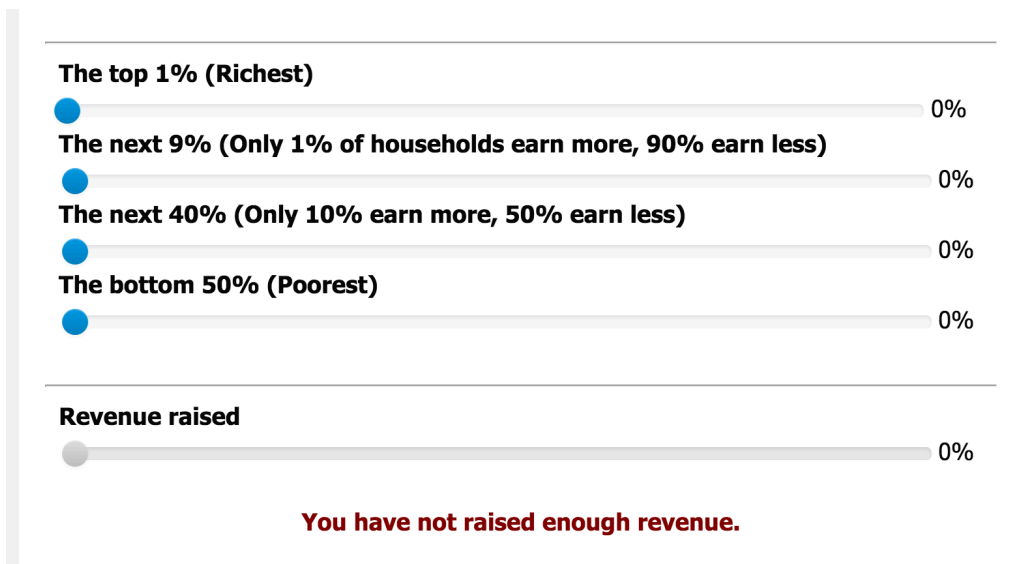 The top 1% (Richest)
0%
The next 9% (Only 1% of households earn more, 90% earn less)
0%
The next 40% (Only 10% earn more, 50% earn less)
0%
The bottom 50% (Poorest)
0%
Revenue raised
0%
You have not raised enough revenue.